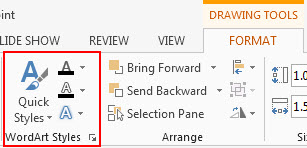 oint
DRAWING TOOLS
LIDE SHOW REVIEW VIEW FORMAT
A A Bring Forward 1.0
Quick A Send Backward
Styles A Selection Pane 1.5
WordArt Styles Arrange Si